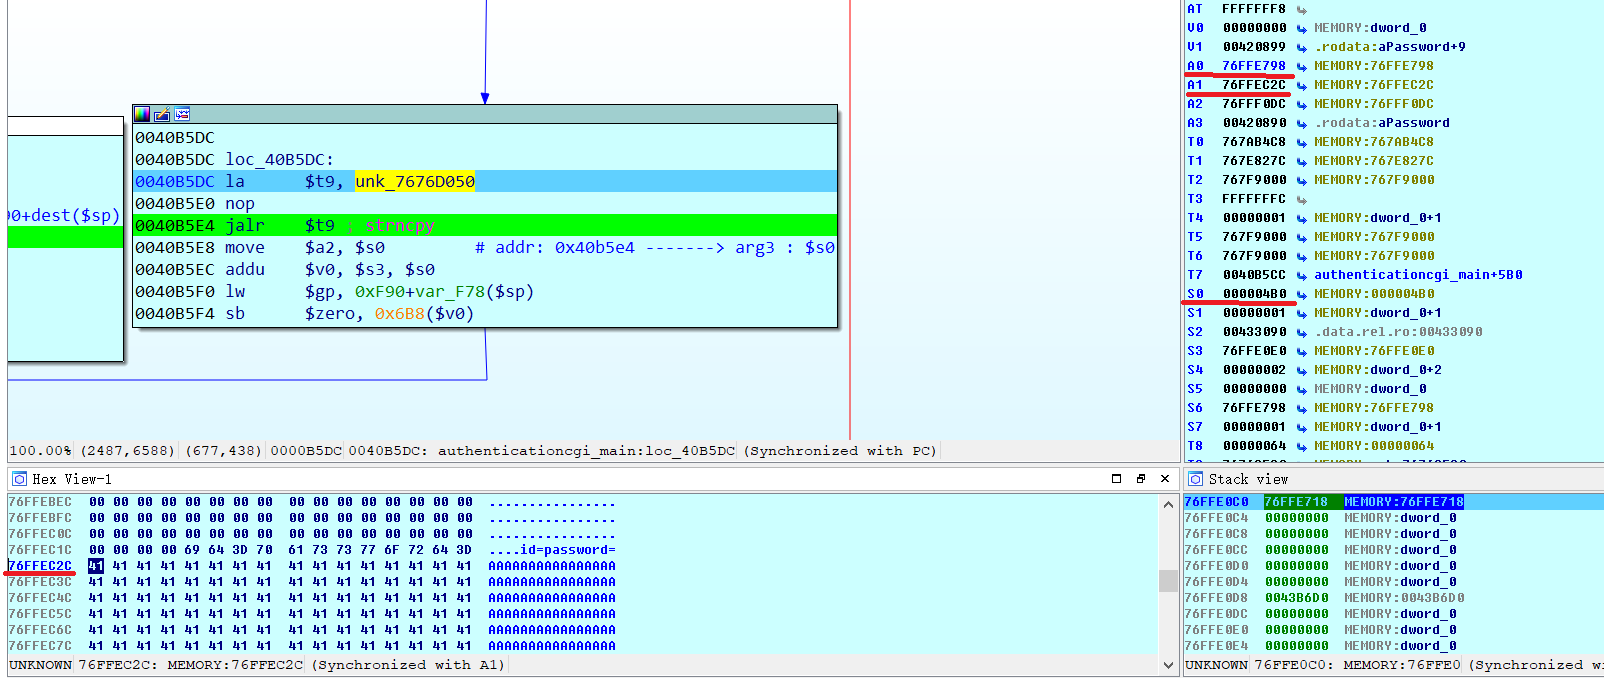 0040B5DC
0040B5DC loc_40B5DC:
0040B5DC la $t9, unk_7676D050
0040B5E0 nop
90+dest($sp)
0040B5E4 jalr $t9 ; strncpy
0040B5E8 move $a2, $s0 # addr: 0x40b5e4 -------> arg3 : $s0
0040B5EC addu $v0, $s3, $s0
0040B5F0 lw $gp, 0xF90+var_F78($sp)
0040B5F4 sb $zero, 0x6B8($v0)
100.00% (2487,6588) (677,438) 0000B5DC 0040B5DC: authenticationcgi_main:loc_40B5DC (Synchronized with PC)
AT FFFFFFF8
V0 00000000 MEMORY:dword_0
V1 00420899 .rodata:aPassword+9
A0 76FFE798 MEMORY:76FFE798
A1 76FFEC2C MEMORY:76FFEC2C
A2 76FFF0DC MEMORY:76FFF0DC
A3 00420890 .rodata:aPassword
T0 767AB4C8 MEMORY:767AB4C8
T1 767E827C MEMORY:767E827C
T2 767F9000 MEMORY:767F9000
T3 FFFFFFFC
T4 00000001 MEMORY:dword_0+1
T5 767F9000 MEMORY:767F9000
T6 767F9000 MEMORY:767F9000
T7 0040B5CC authenticationcgi_main+5B0
S0 000004B0 MEMORY:000004B0
S1 00000001 MEMORY:dword_0+1
S2 00433090 .data.rel.ro:00433090
S3 76FFE0E0 MEMORY:76FFE0E0
S4 00000002 MEMORY:dword_0+2
S5 00000000 MEMORY:dword_0
S6 76FFE798 MEMORY:76FFE798
S7 00000001 MEMORY:dword_0+1
T8 00000064 MEMORY:00000064
Hex View-1
76FFEBEC 00 00 00 00 00 00 00 00 00 00 00 00 00 00 00 00 ................
76FFEBFC 00 00 00 00 00 00 00 00 00 00 00 00 00 00 00 00 ................
76FFEC0C 00 00 00 00 00 00 00 00 00 00 00 00 00 00 00 00 ................
76FFEC1C 00 00 00 00 69 64 3D 70 61 73 73 77 6F 72 64 3D ....id=password=
76FFEC2C 41 41 41 41 41 41 41 41 41 41 41 41 41 41 41 41 AAAAAAAAAAAAAAAA
76FFEC3C 41 41 41 41 41 41 41 41 41 41 41 41 41 41 41 41 AAAAAAAAAAAAAAAA
76FFEC4C 41 41 41 41 41 41 41 41 41 41 41 41 41 41 41 41 AAAAAAAAAAAAAAAA
76FFEC5C 41 41 41 41 41 41 41 41 41 41 41 41 41 41 41 41 AAAAAAAAAAAAAAAA
76FFEC6C 41 41 41 41 41 41 41 41 41 41 41 41 41 41 41 41 AAAAAAAAAAAAAAAA
76FFEC7C 41 41 41 41 41 41 41 41 41 41 41 41 41 41 41 41 AAAAAAAAAAAAAAAA
UNKNOWN 76FFEC2C: MEMORY:76FFEC2C (Synchronized with A1)
Stack view
76FFE0C0 76FFE718 MEMORY:76FFE718
76FFE0C4 00000000 MEMORY:dword_0
76FFE0C8 00000000 MEMORY:dword_0
76FFE0CC 00000000 MEMORY:dword_0
76FFE0D0 00000000 MEMORY:dword_0
76FFE0D4 00000000 MEMORY:dword_0
76FFE0D8 0043B6D0 MEMORY:0043B6D0
76FFE0DC 00000000 MEMORY:dword_0
76FFE0E0 00000000 MEMORY:dword_0
76FFE0E4 00000000 MEMORY:dword_0
UNKNOWN 76FFE0C0: MEMORY:76FFE0 (Synchronized wi